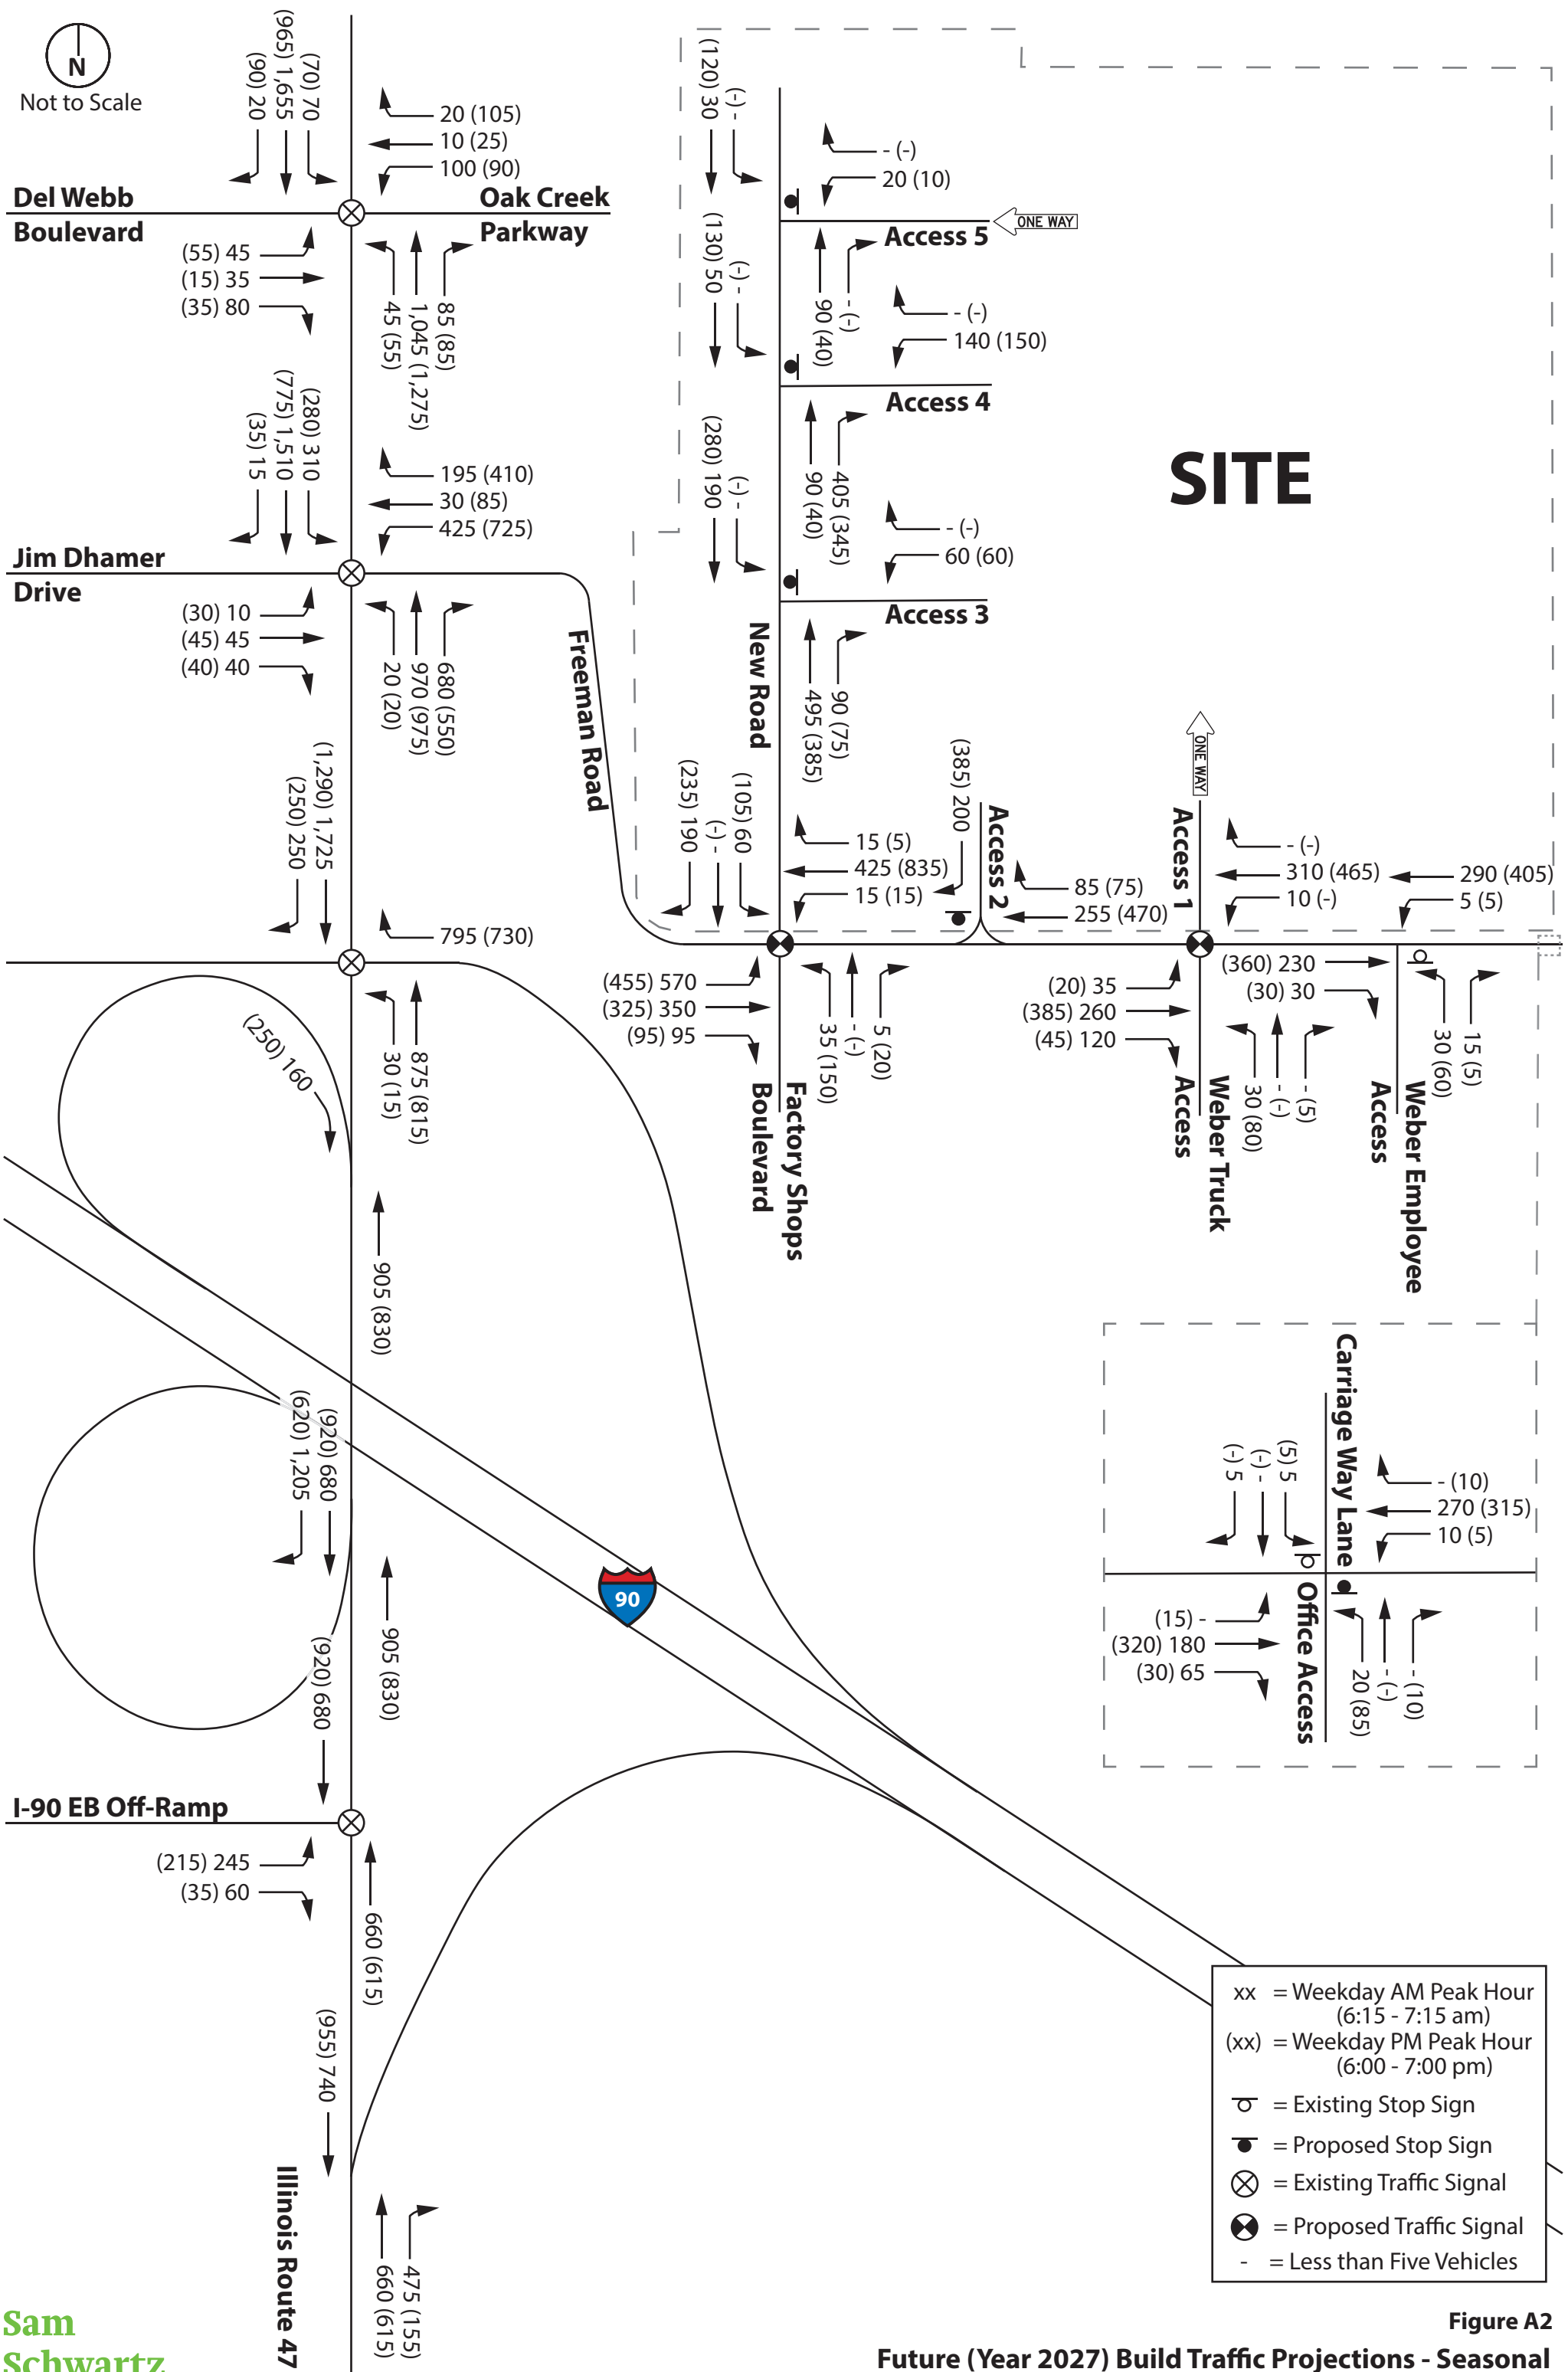 N
Not to Scale
(90) 20
(965) 1,655
(70) 70
20 (105)
10 (25)
100 (90)
Del Webb
Boulevard
Oak Creek
Parkway
(55) 45
(15) 35
(35) 80
45 (55)
1,045 (1,275)
85 (85)
(35) 15
(775) 1,510
(280) 310
195 (410)
30 (85)
425 (725)
Jim Dhamer
Drive
(30) 10
(45) 45
(40) 40
20 (20)
970 (975)
680 (550)
Freeman Road
(250) 250
(1,290) 1,725
795 (730)
30 (15)
875 (815)
(250) 160
905 (830)
(620) 1,205
(920) 680
905 (830)
(920) 680
I-90 EB Off-Ramp
(215) 245
(35) 60
660 (615)
(955) 740
Illinois Route 47
660 (615)
475 (155)
90
(120) 30
(-) -
- (-)
20 (10)
ONE WAY
Access 5
(130) 50
(-) -
90 (40)
- (-)
- (-)
140 (150)
Access 4
(280) 190
(-) -
90 (40)
405 (345)
- (-)
60 (60)
Access 3
New Road
495 (385)
90 (75)
SITE
(235) 190
(-) -
(105) 60
15 (5)
425 (835)
15 (15)
(455) 570
(325) 350
(95) 95
35 (150)
- (-)
5 (20)
Factory Shops
Boulevard
(385) 200
Access 2
85 (75)
255 (470)
ONE WAY
Access 1
- (-)
310 (465)
10 (-)
(20) 35
(385) 260
(45) 120
30 (80)
- (-)
- (5)
Weber Truck
Access
290 (405)
5 (5)
(360) 230
(30) 30
30 (60)
15 (5)
Weber Employee
Access
Carriage Way Lane
(-) 5
(-) -
(5) 5
- (10)
270 (315)
10 (5)
(15) -
(320) 180
(30) 65
Office Access
20 (85)
- (-)
- (10)
xx = Weekday AM Peak Hour
(6:15 - 7:15 am)
(xx) = Weekday PM Peak Hour
(6:00 - 7:00 pm)
= Existing Stop Sign
= Proposed Stop Sign
= Existing Traffic Signal
= Proposed Traffic Signal
- = Less than Five Vehicles
Sam
Schwartz
Figure A2
Future (Year 2027) Build Traffic Projections - Seasonal